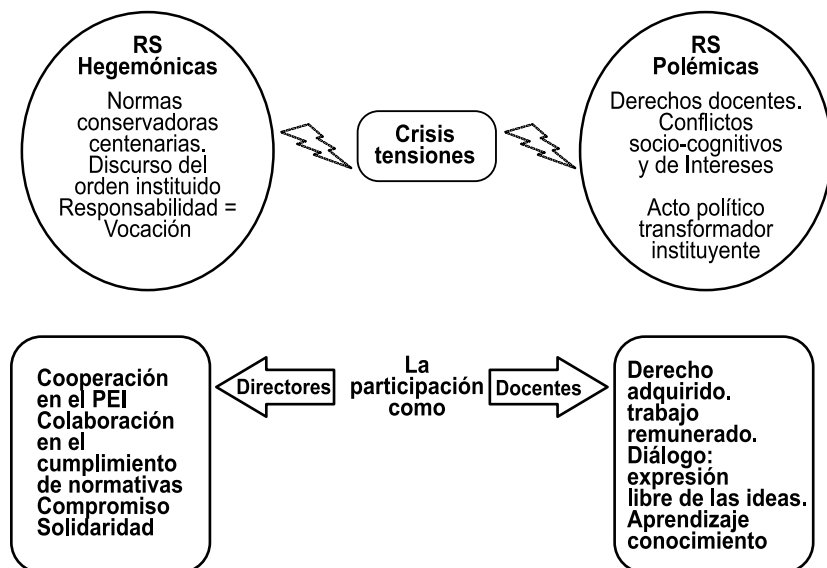 RS
Hegemónicas
Normas
conservadoras
centenarias.
Discurso del
orden instituido
Responsabilidad =
Vocación
Crisis
tensiones
RS
Polémicas
Derechos docentes.
Conflictos
socio-cognitivos
y de Intereses
Acto político
transformador
instituyente
Cooperación
en el PEI
Colaboración
en el
cumplimiento
de normativas
Compromiso
Solidaridad
Directores
La
participación
como
Docentes
Derecho
adquirido.
trabajo
remunerado.
Diálogo:
expresión
libre de las ideas.
Aprendizaje
conocimiento